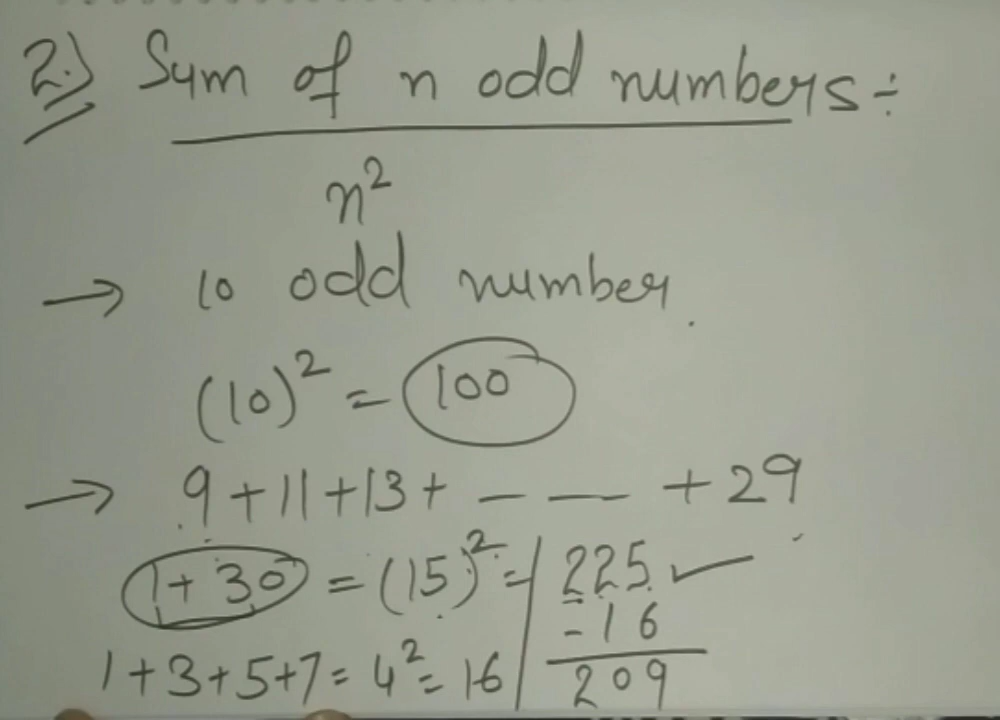 2.) Sum of n odd numbers :-
n²
→ 10 odd number.
(10)² = 100
→ 9 + 11 + 13 + - - - + 29
1 + 30 = (15)² = 225 ✓
- 16
1 + 3 + 5 + 7 = 4² = 16
209